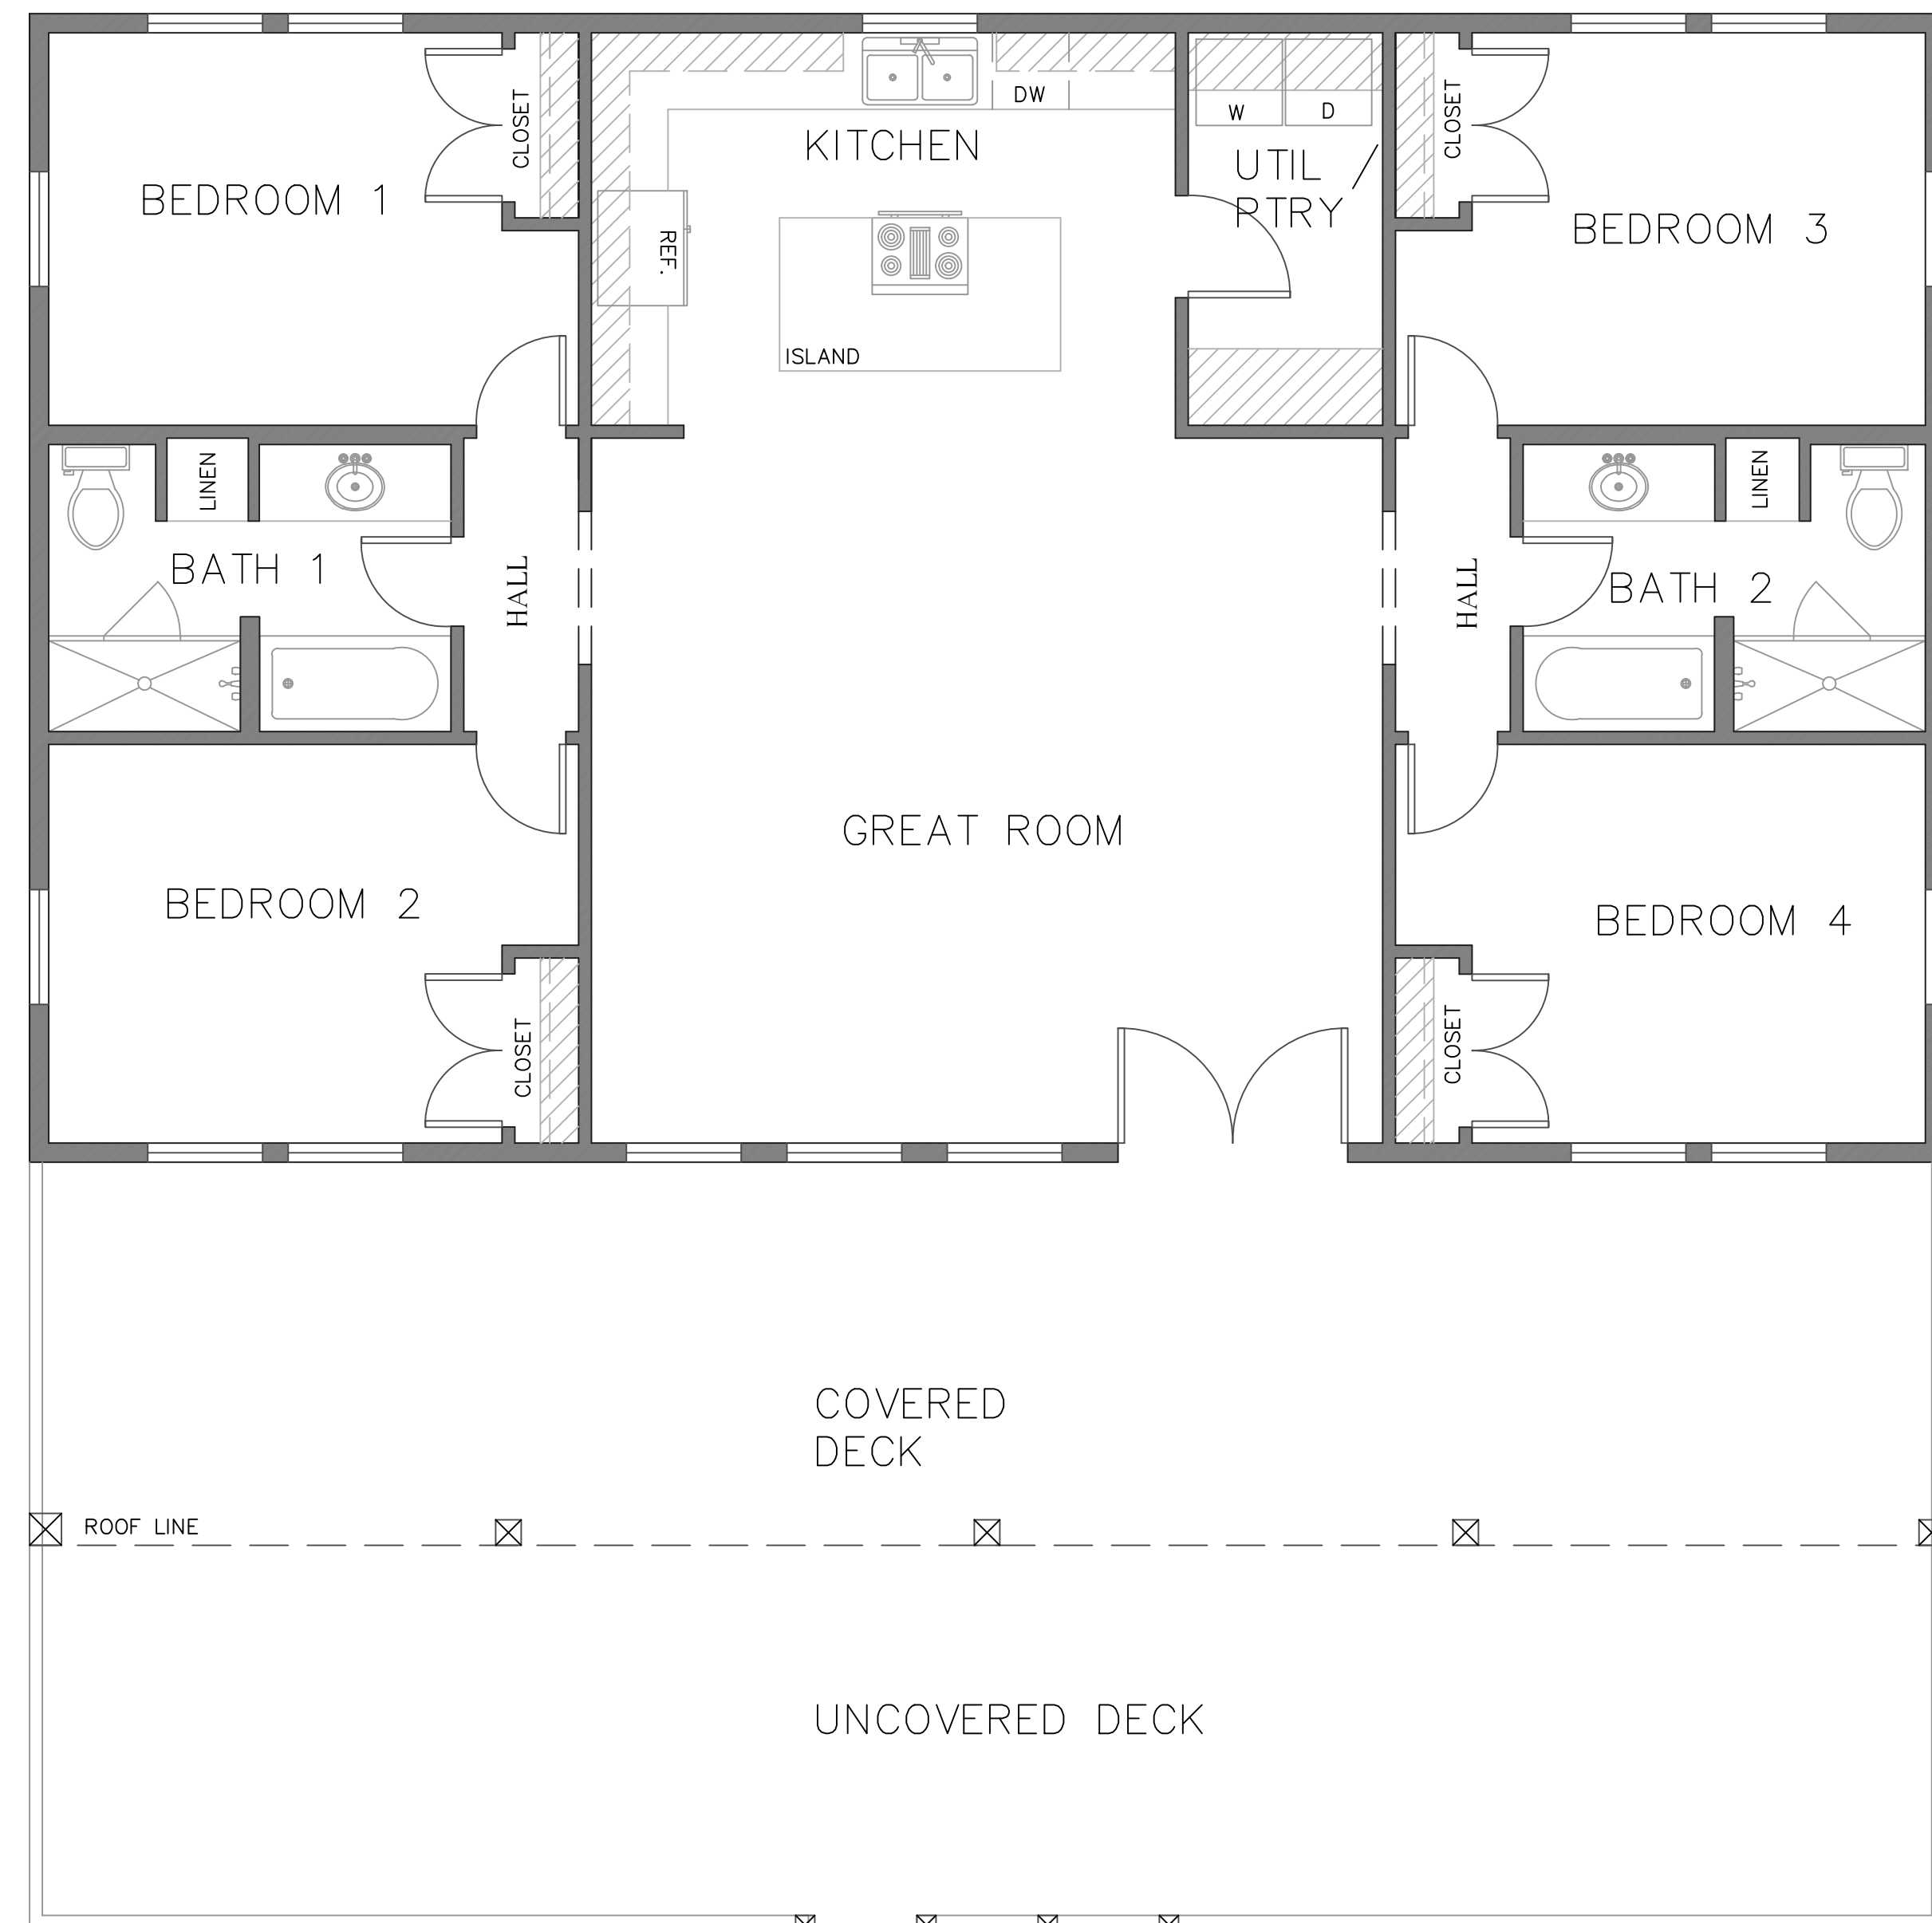 CLOSET
DW
W
D
CLOSET
KITCHEN
UTIL /
PTRY
BEDROOM 1
BEDROOM 3
REF.
ISLAND
LINEN
LINEN
BATH 1
HALL
HALL
BATH 2
GREAT ROOM
BEDROOM 2
BEDROOM 4
CLOSET
CLOSET
COVERED
DECK
ROOF LINE
UNCOVERED DECK